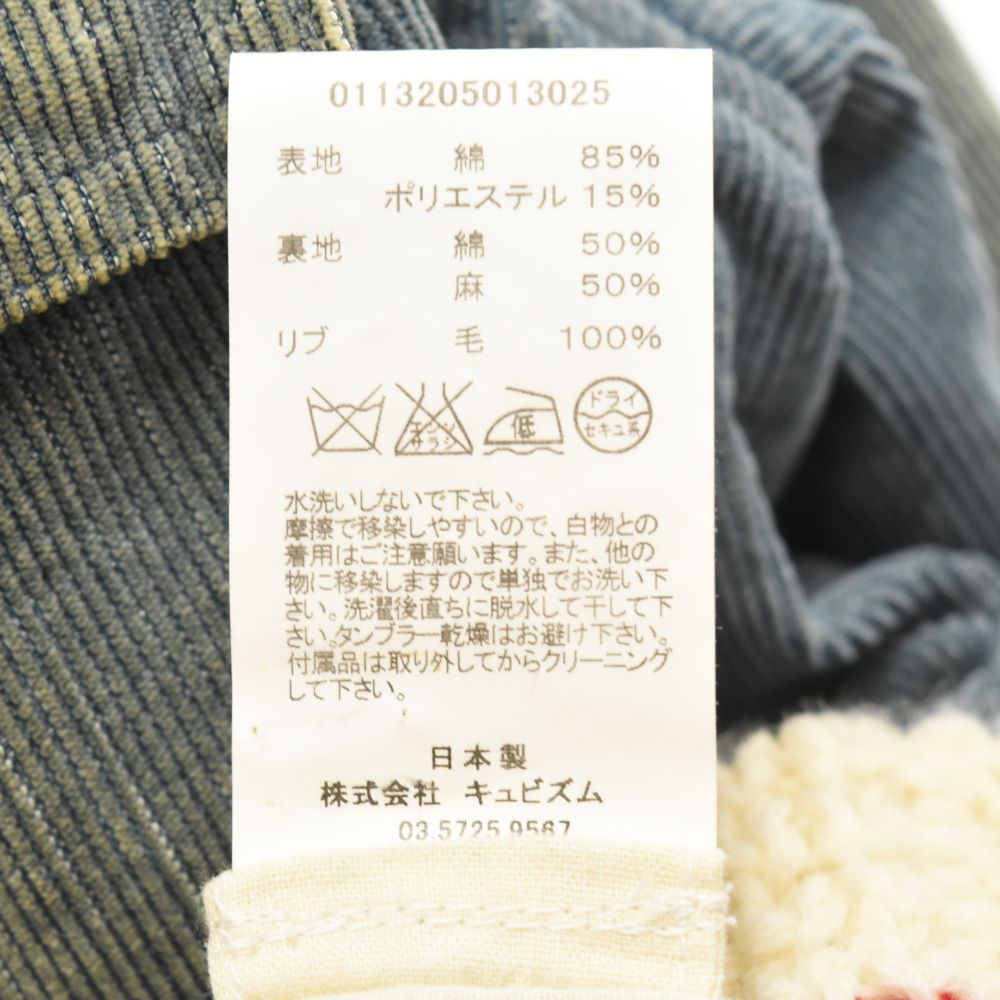 0113205013025
表地 綿 85%
ポリエステル 15%
裏地 綿 50%
麻 50%
リブ 毛 100%
エンソ
サラシ
低
ドライ
セキユ系
水洗いしないで下さい。
摩擦で移染しやすいので、白物との
着用はご注意願います。また、他の
物に移染しますので単独でお洗い下
さい。洗濯後直ちに脱水して干して下
さい。タンブラー乾燥はお避け下さい。
付属品は取り外してからクリーニング
して下さい。
日本製
株式会社 キュビズム
03.5725.9567